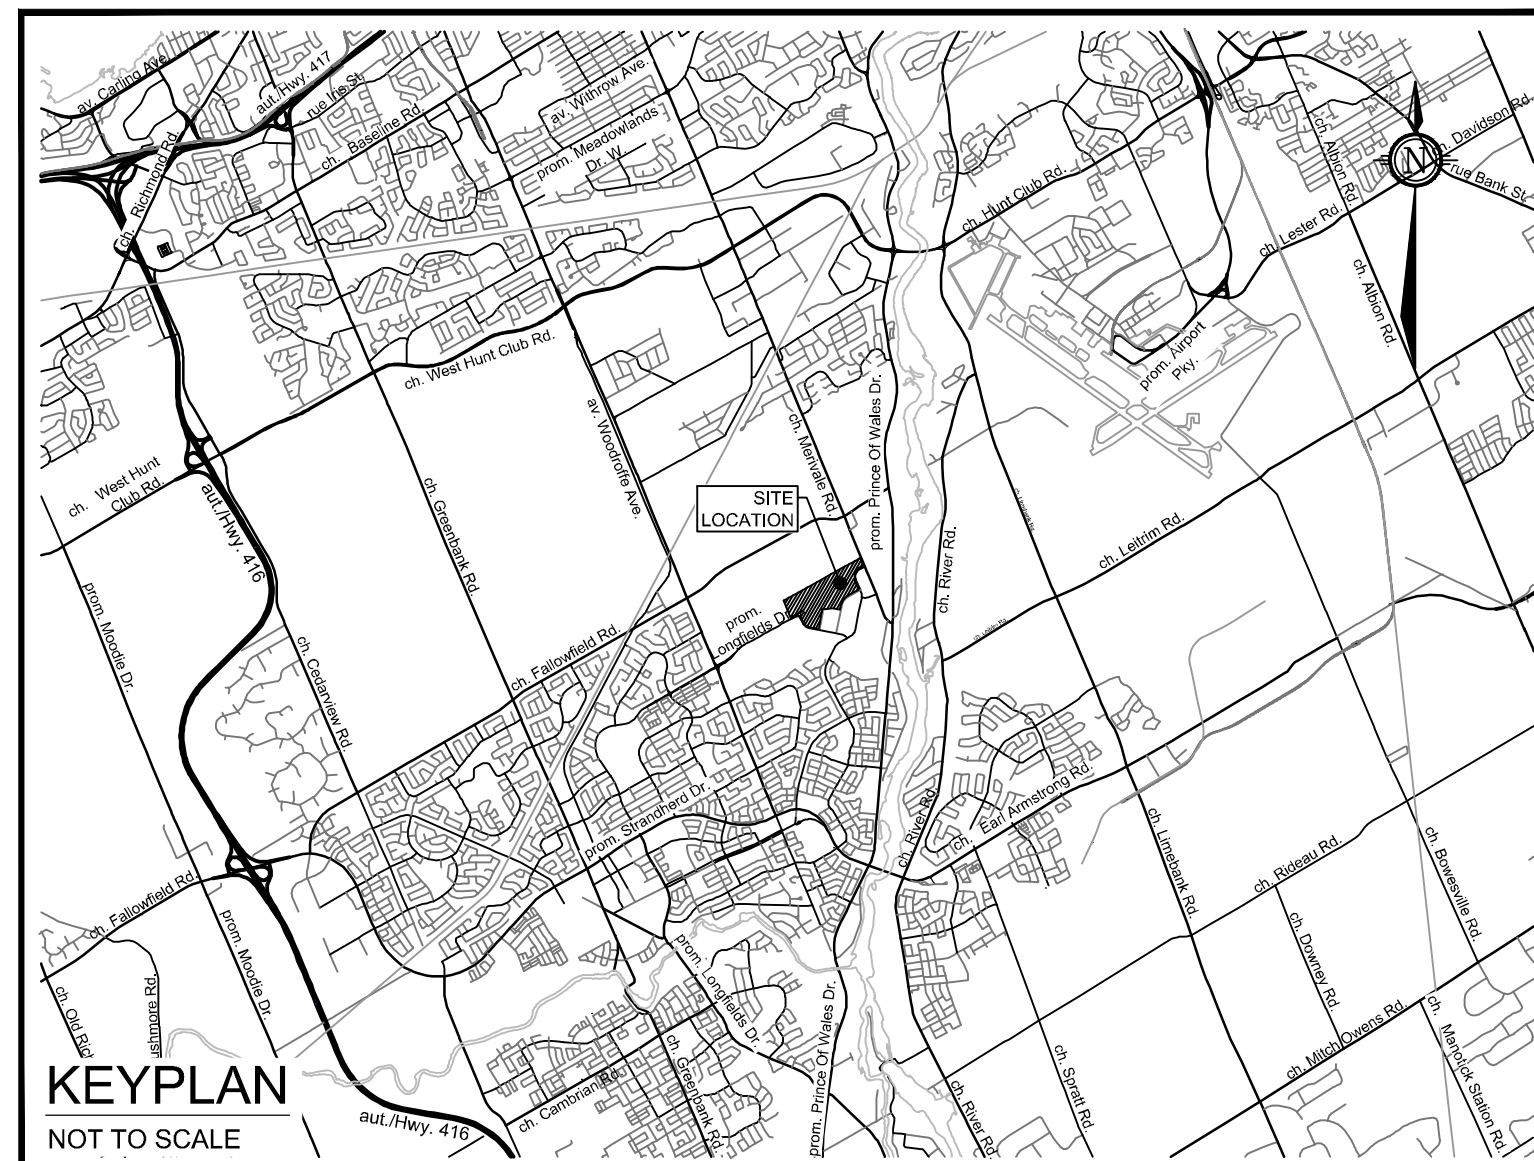 av. Carling Ave.
aut./Hwy. 417
rue Iris St.
ch. Baseline Rd.
av. Withrow Ave.
prom. Meadowlands
Dr. W.
ch. Richmond Rd.
ch. Hunt Club Rd.
ch. Albion Rd.
N
ch. Davidson Rd.
rue Bank St.
ch. Lester Rd.
ch. Albion Rd.
prom. Airport
Pky.
ch. West Hunt Club Rd.
av. Woodroffe Ave.
ch. Merivale Rd.
prom. Prince Of Wales Dr.
ch. West Hunt
Club Rd.
aut./Hwy. 416
ch. Greenbank Rd.
SITE
LOCATION
ch. Limebank Rd.
ch. River Rd.
ch. Leitrim Rd.
prom. Moodie Dr.
ch. Cedarview Rd.
ch. Fallowfield Rd.
prom.
Longfields Dr.
prom. Strandherd Dr.
ch. River Rd.
ch. Earl Armstrong Rd.
ch. Limebank Rd.
ch. Rideau Rd.
ch. Bowesville Rd.
ch. Fallowfield Rd.
prom. Moodie Dr.
ch. Downey Rd.
prom. Longfields Dr.
prom. Prince Of Wales Dr.
ch. Old Rich
ushmore Rd.
ch. Greenbank Rd.
ch. Cambrian Rd.
ch. River Rd.
ch. Spratt Rd.
ch. Mitch Owens Rd.
ch. Manotick Station Rd.
aut./Hwy. 416
KEYPLAN
NOT TO SCALE